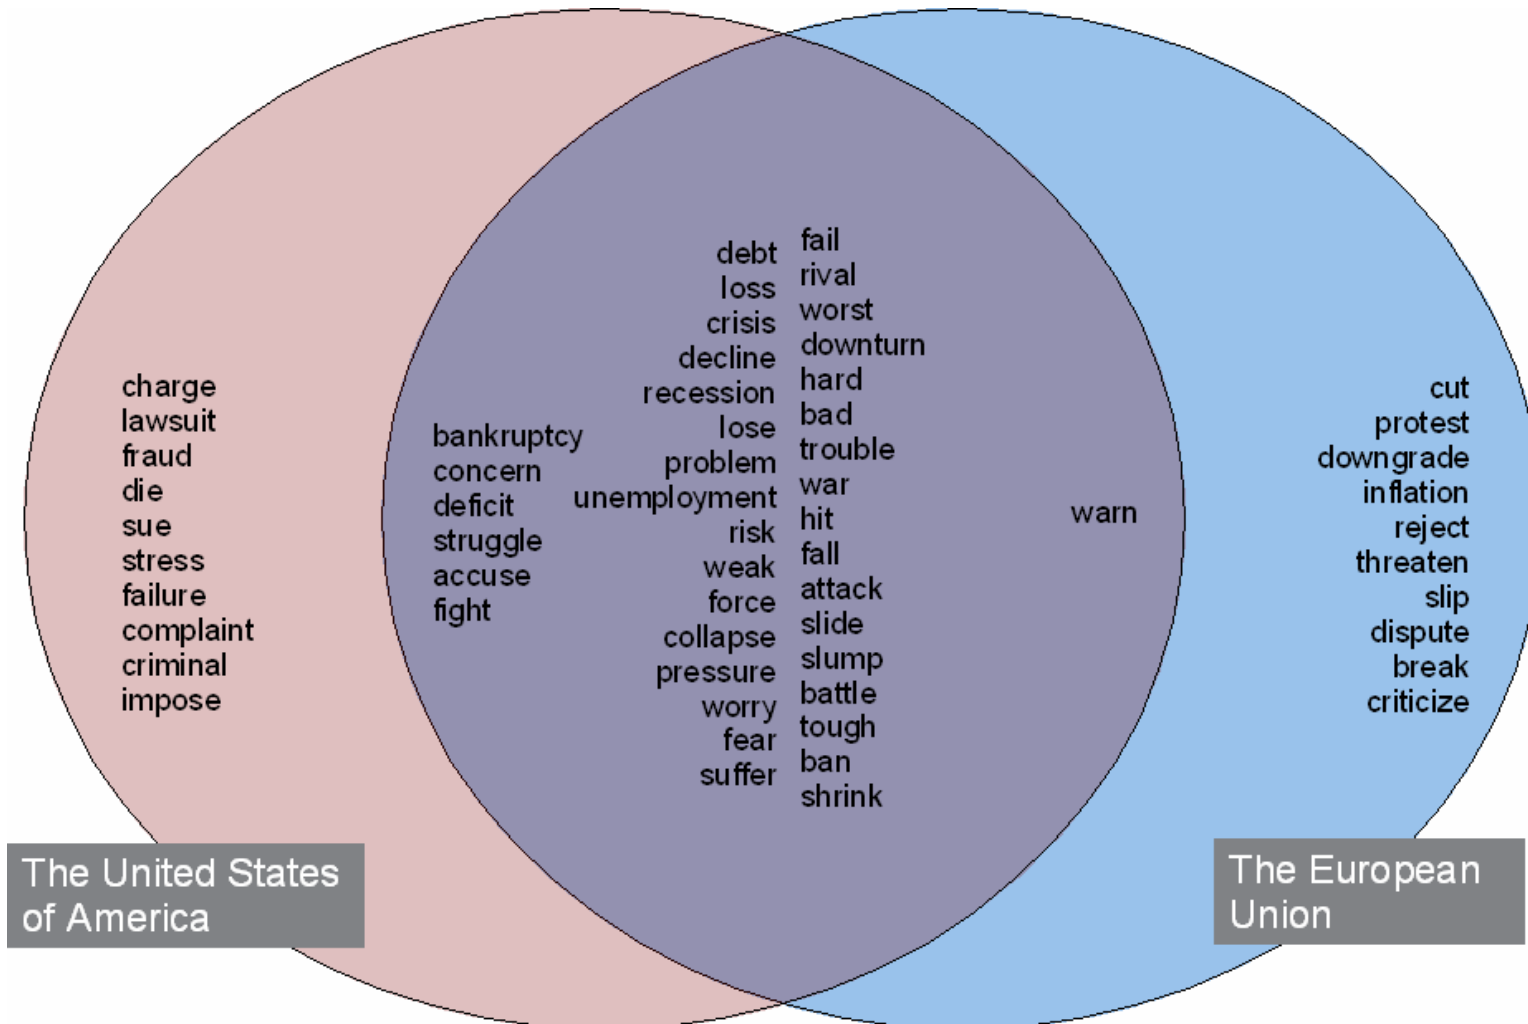 charge
lawsuit
fraud
die
sue
stress
failure
complaint
criminal
impose
bankruptcy
concern
deficit
struggle
accuse
fight
debt
loss
crisis
decline
recession
lose
problem
unemployment
risk
weak
force
collapse
pressure
worry
fear
suffer
fail
rival
worst
downturn
hard
bad
trouble
war
hit
fall
attack
slide
slump
battle
tough
ban
shrink
warn
cut
protest
downgrade
inflation
reject
threaten
slip
dispute
break
criticize
The United States
of America
The European
Union